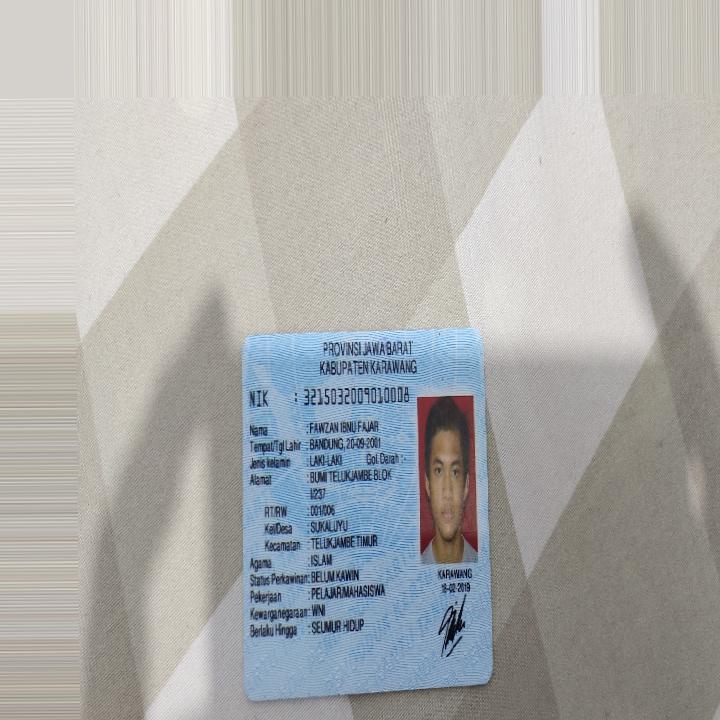 PROVINSI JAWA BARAT
KABUPATEN KARAWANG
NIK : 3215032009010008
Nama : FAWZAN IBNU FAJAR
Tempat/Tgl Lahir : BANDUNG, 20-09-2001
Jenis kelamin : LAKI-LAKI Gol. Darah : -
Alamat : BUMI TELUKJAMBE BLOK
I/237
RT/RW : 001/006
Kel/Desa : SUKALUYU
Kecamatan : TELUKJAMBE TIMUR
Agama : ISLAM
Status Perkawinan: BELUM KAWIN
Pekerjaan : PELAJAR/MAHASISWA
Kewarganegaraan: WNI
Berlaku Hingga : SEUMUR HIDUP
KARAWANG
18-02-2019